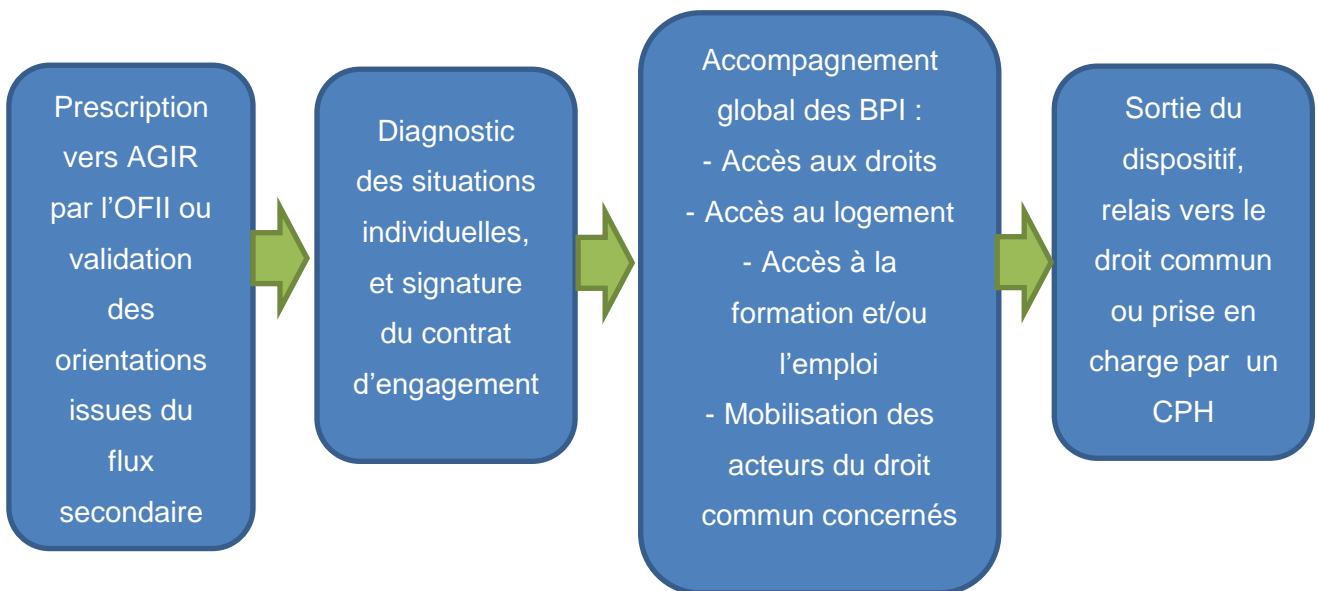 Prescription
vers AGIR
par l’OFII ou
validation
des
orientations
issues du
flux
secondaire
Diagnostic
des situations
individuelles,
et signature
du contrat
d’engagement
Accompagnement
global des BPI :
- Accès aux droits
- Accès au logement
- Accès à la
formation et/ou
l’emploi
- Mobilisation des
acteurs du droit
commun concernés
Sortie du
dispositif,
relais vers le
droit commun
ou prise en
charge par un
CPH